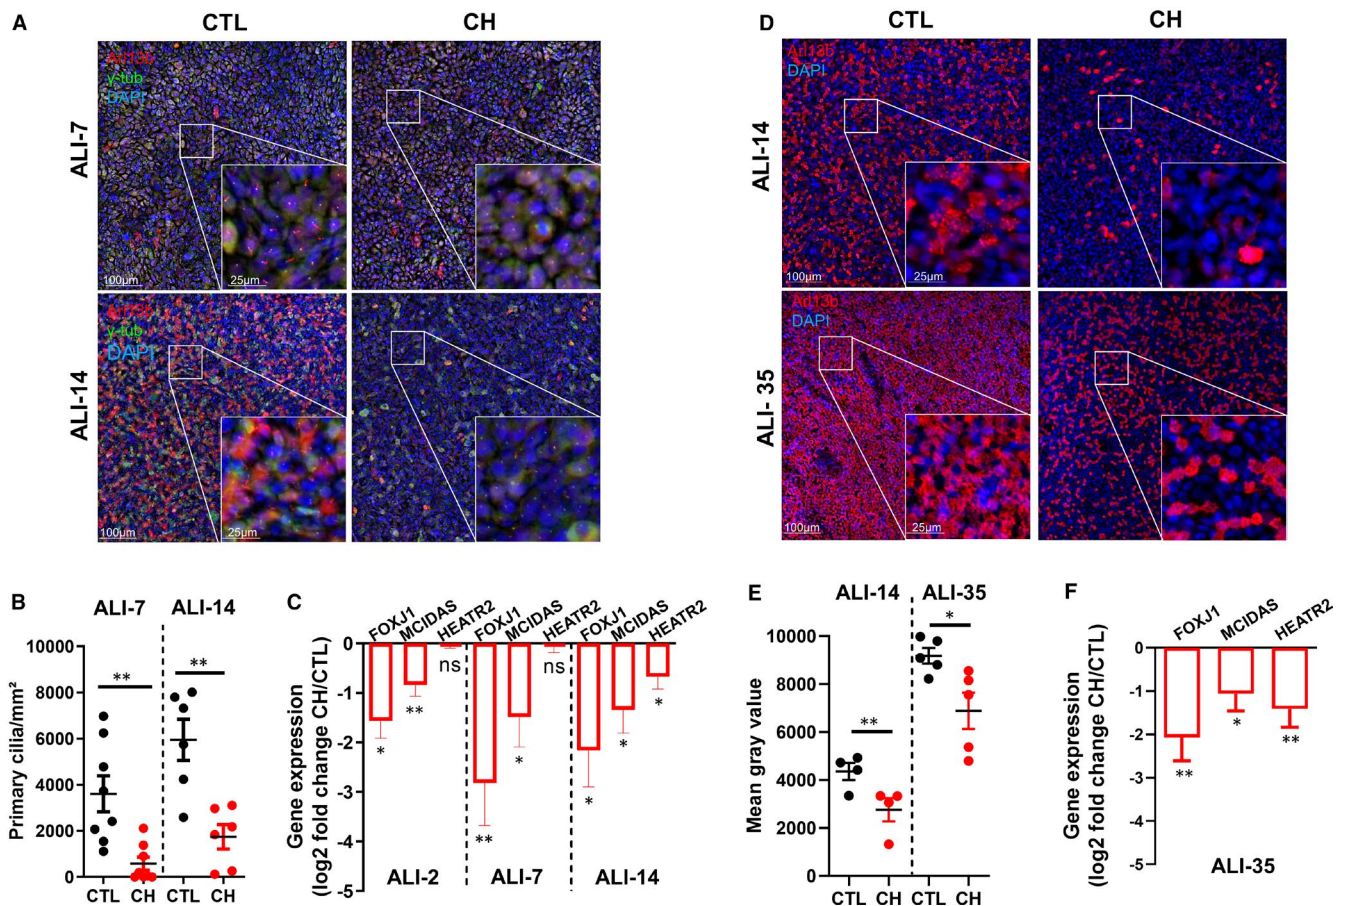 A
CTL
CH
ALI-7
Arl13b
γ-tub
DAPI
100µm
25µm
25µm
ALI-14
Arl13b
γ-tub
DAPI
100µm
25µm
25µm
D
CTL
CH
ALI-14
Arl13b
DAPI
100µm
25µm
ALI- 35
Arl13b
DAPI
100µm
25µm
B
ALI-7
ALI-14
Primary cilia/mm²
10000
8000
6000
4000
2000
0
**
**
CTL
CH
CTL
CH
C
FOXJ1
MCIDAS
HEATR2
FOXJ1
MCIDAS
HEATR2
FOXJ1
MCIDAS
HEATR2
Gene expression
(log2 fold change CH/CTL)
0
-1
-2
-3
-4
-5
*
**
ns
**
*
ns
*
*
*
ALI-2
ALI-7
ALI-14
E
ALI-14
ALI-35
Mean gray value
10000
8000
6000
4000
2000
0
**
*
CTL
CH
CTL
CH
F
FOXJ1
MCIDAS
HEATR2
Gene expression
(log2 fold change CH/CTL)
0
-1
-2
-3
-4
-5
**
*
**
ALI-35